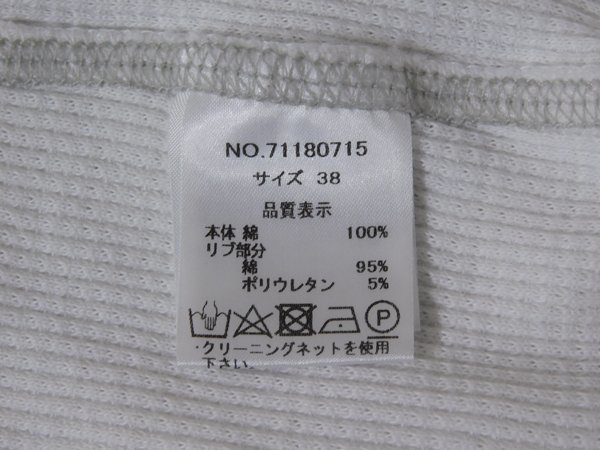 NO.71180715
サイズ 38
品質表示
本体 綿 100%
リブ部分
綿 95%
ポリウレタン 5%
P
・クリーニングネットを使用
下さい。